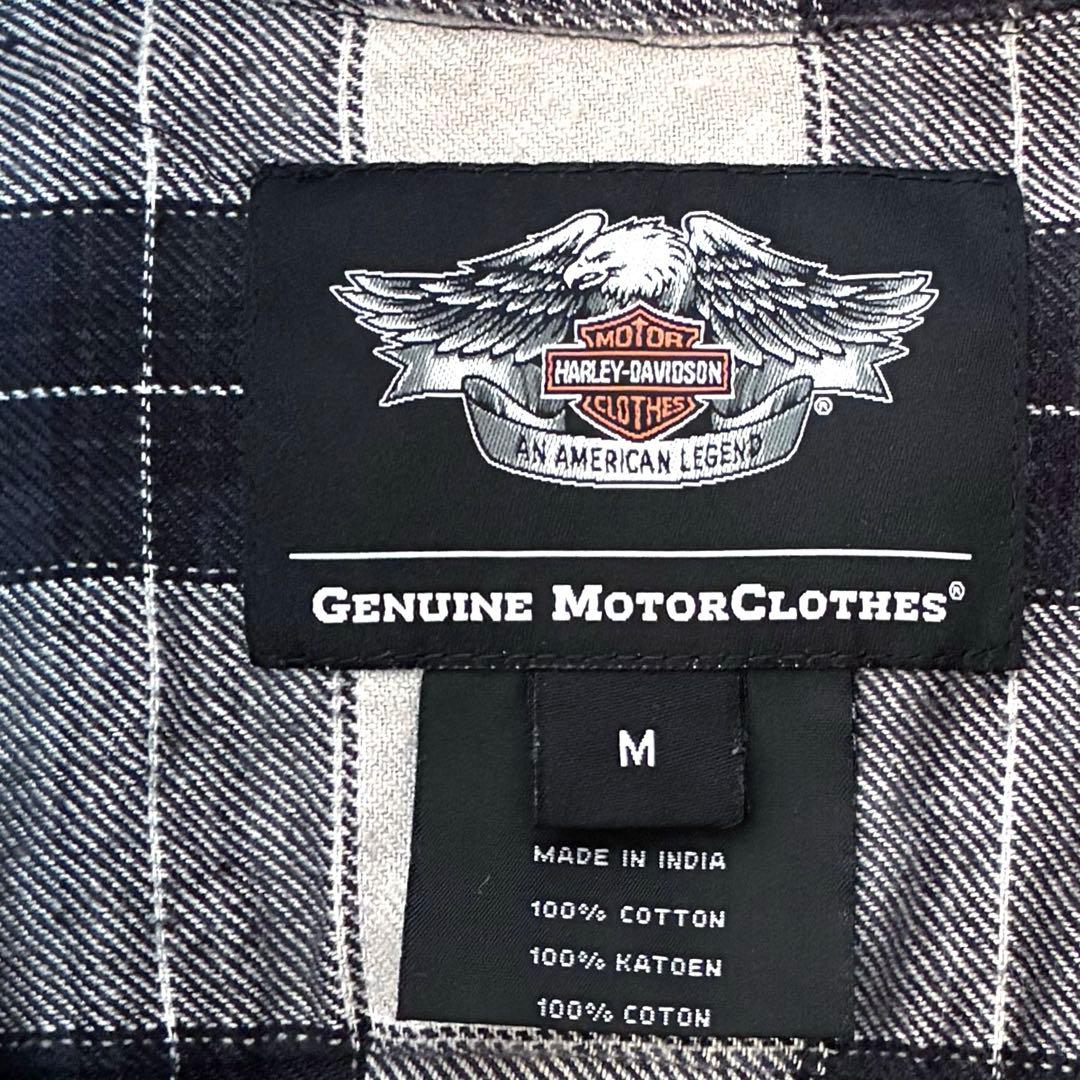 MOTOR
HARLEY-DAVIDSON
CLOTHES
®
AN AMERICAN LEGEND
GENUINE MOTORCLOTHES®
M
MADE IN INDIA
100% COTTON
100% KATOEN
100% COTON